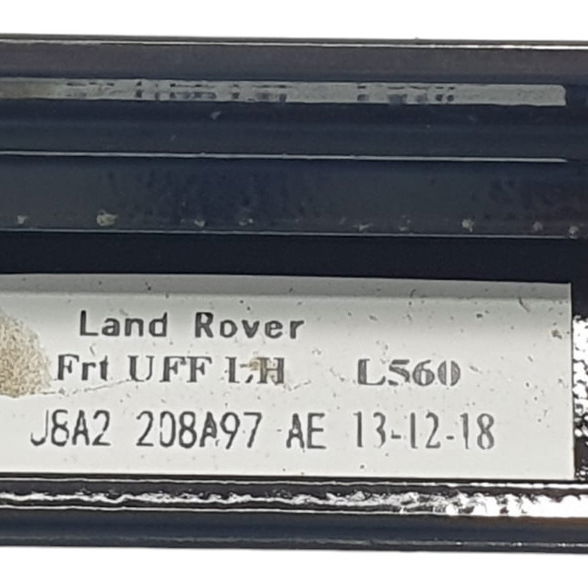 Land Rover
Frt UFF LH L560
J8A2 208A97 AE 13-12-18